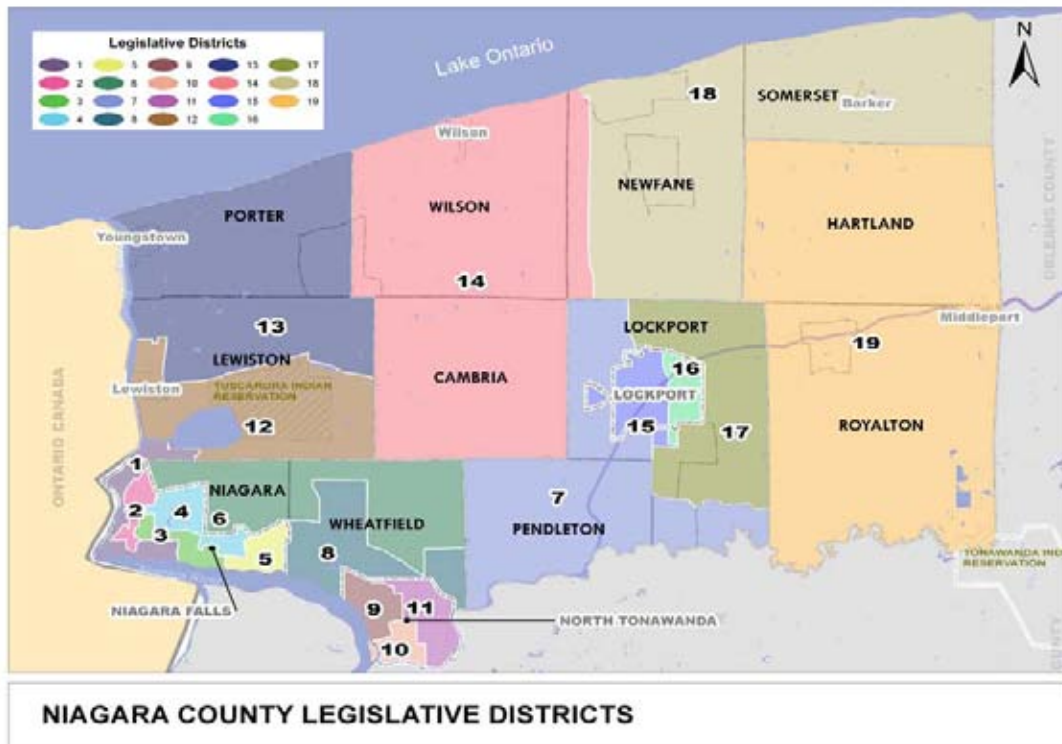 Legislative Districts
1 5 9 13 17
2 6 10 14 18
3 7 11 15 19
4 8 12 16
N
Lake Ontario
18
SOMERSET
Barker
Wilson
NEWFANE
WILSON
PORTER
HARTLAND
Youngstown
14
ORLEANS COUNTY
Middleport
13
LOCKPORT
LEWISTON
19
16
CAMBRIA
Lewiston
TUSCARORA INDIAN
RESERVATION
LOCKPORT
ONTARIO CANADA
12
15
17
ROYALTON
1
NIAGARA
7
2
4
6
WHEATFIELD
PENDLETON
3
5
8
TONAWANDA
RESERVATION
NIAGARA FALLS
9
11
NORTH TONAWANDA
10
NIAGARA COUNTY LEGISLATIVE DISTRICTS